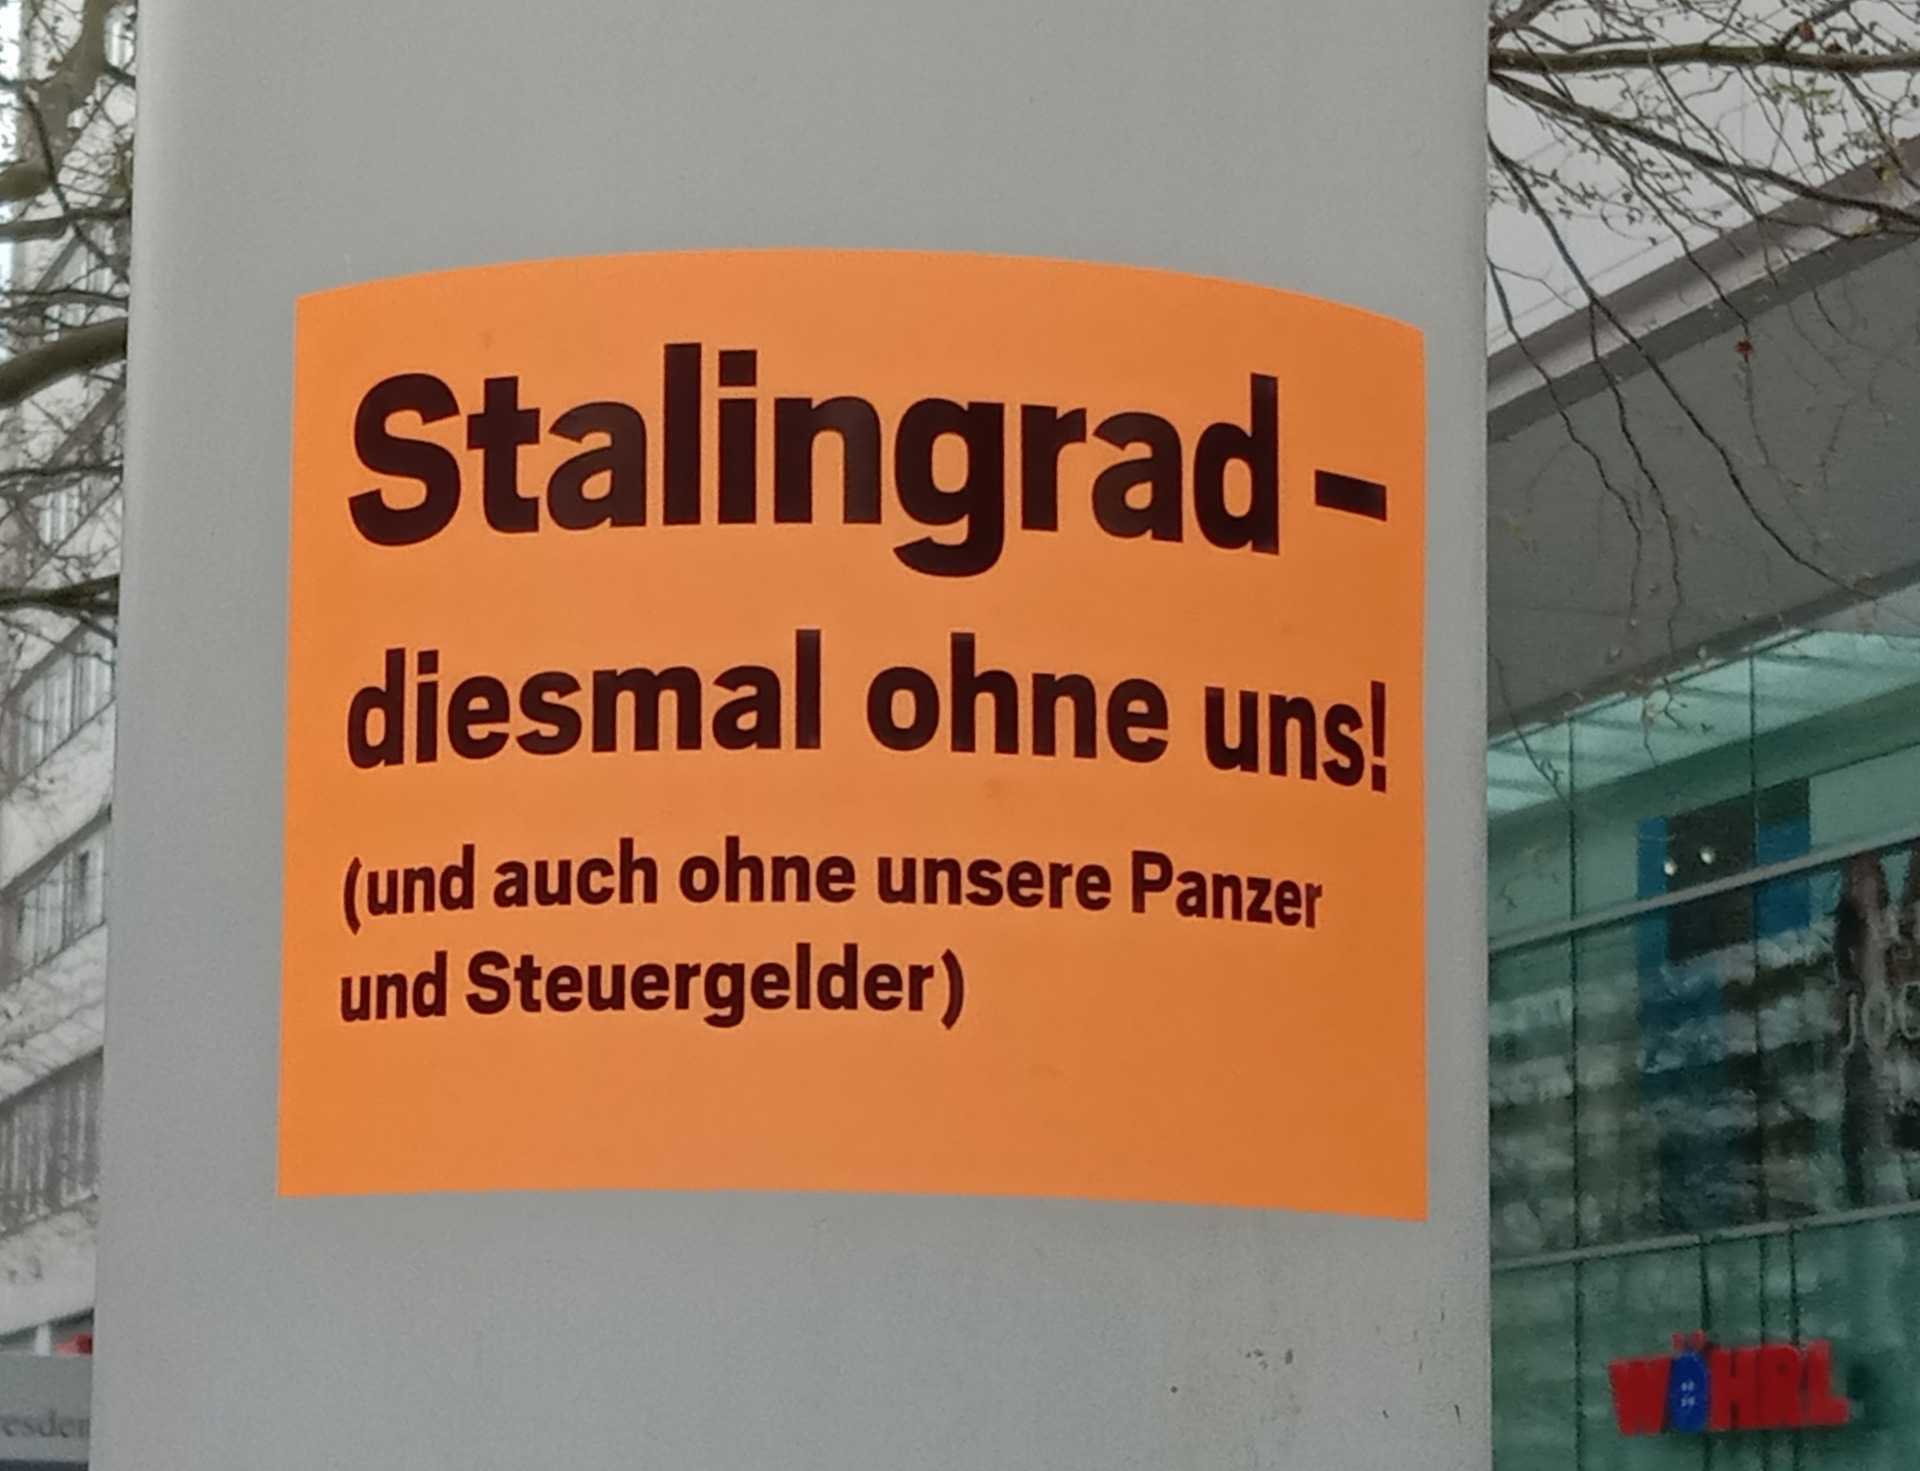 Stalingrad -
diesmal ohne uns!
(und auch ohne unsere Panzer
und Steuergelder)
WÖHRL